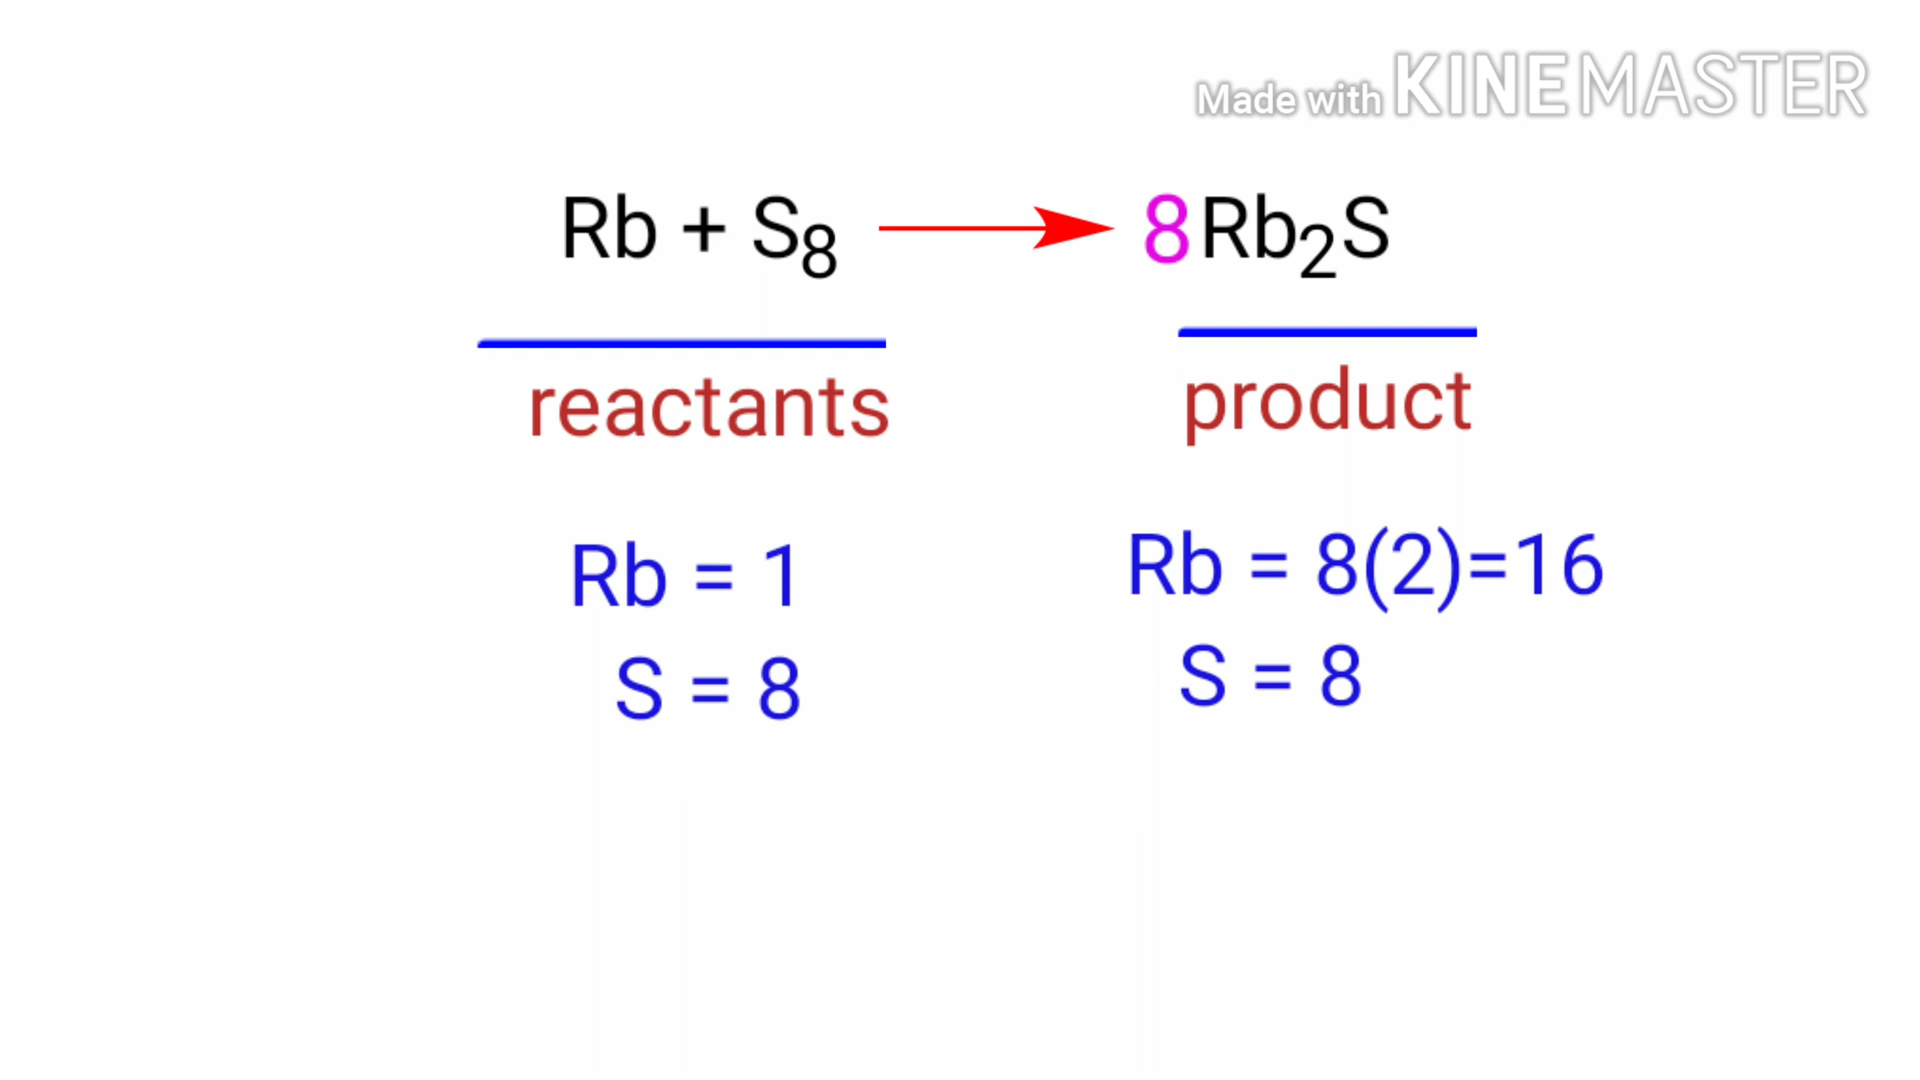 Made with KINEMASTER
Rb + S₈ → 8Rb₂S
reactants product
Rb = 1 Rb = 8(2)=16
S = 8 S = 8